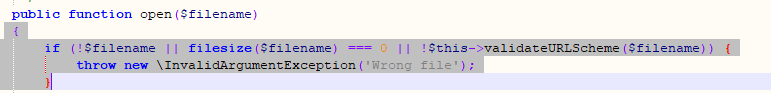 public function open($filename)
{
if (!$filename || filesize($filename) === 0 || !$this->validateURLScheme($filename)) {
throw new \InvalidArgumentException('Wrong file');
}